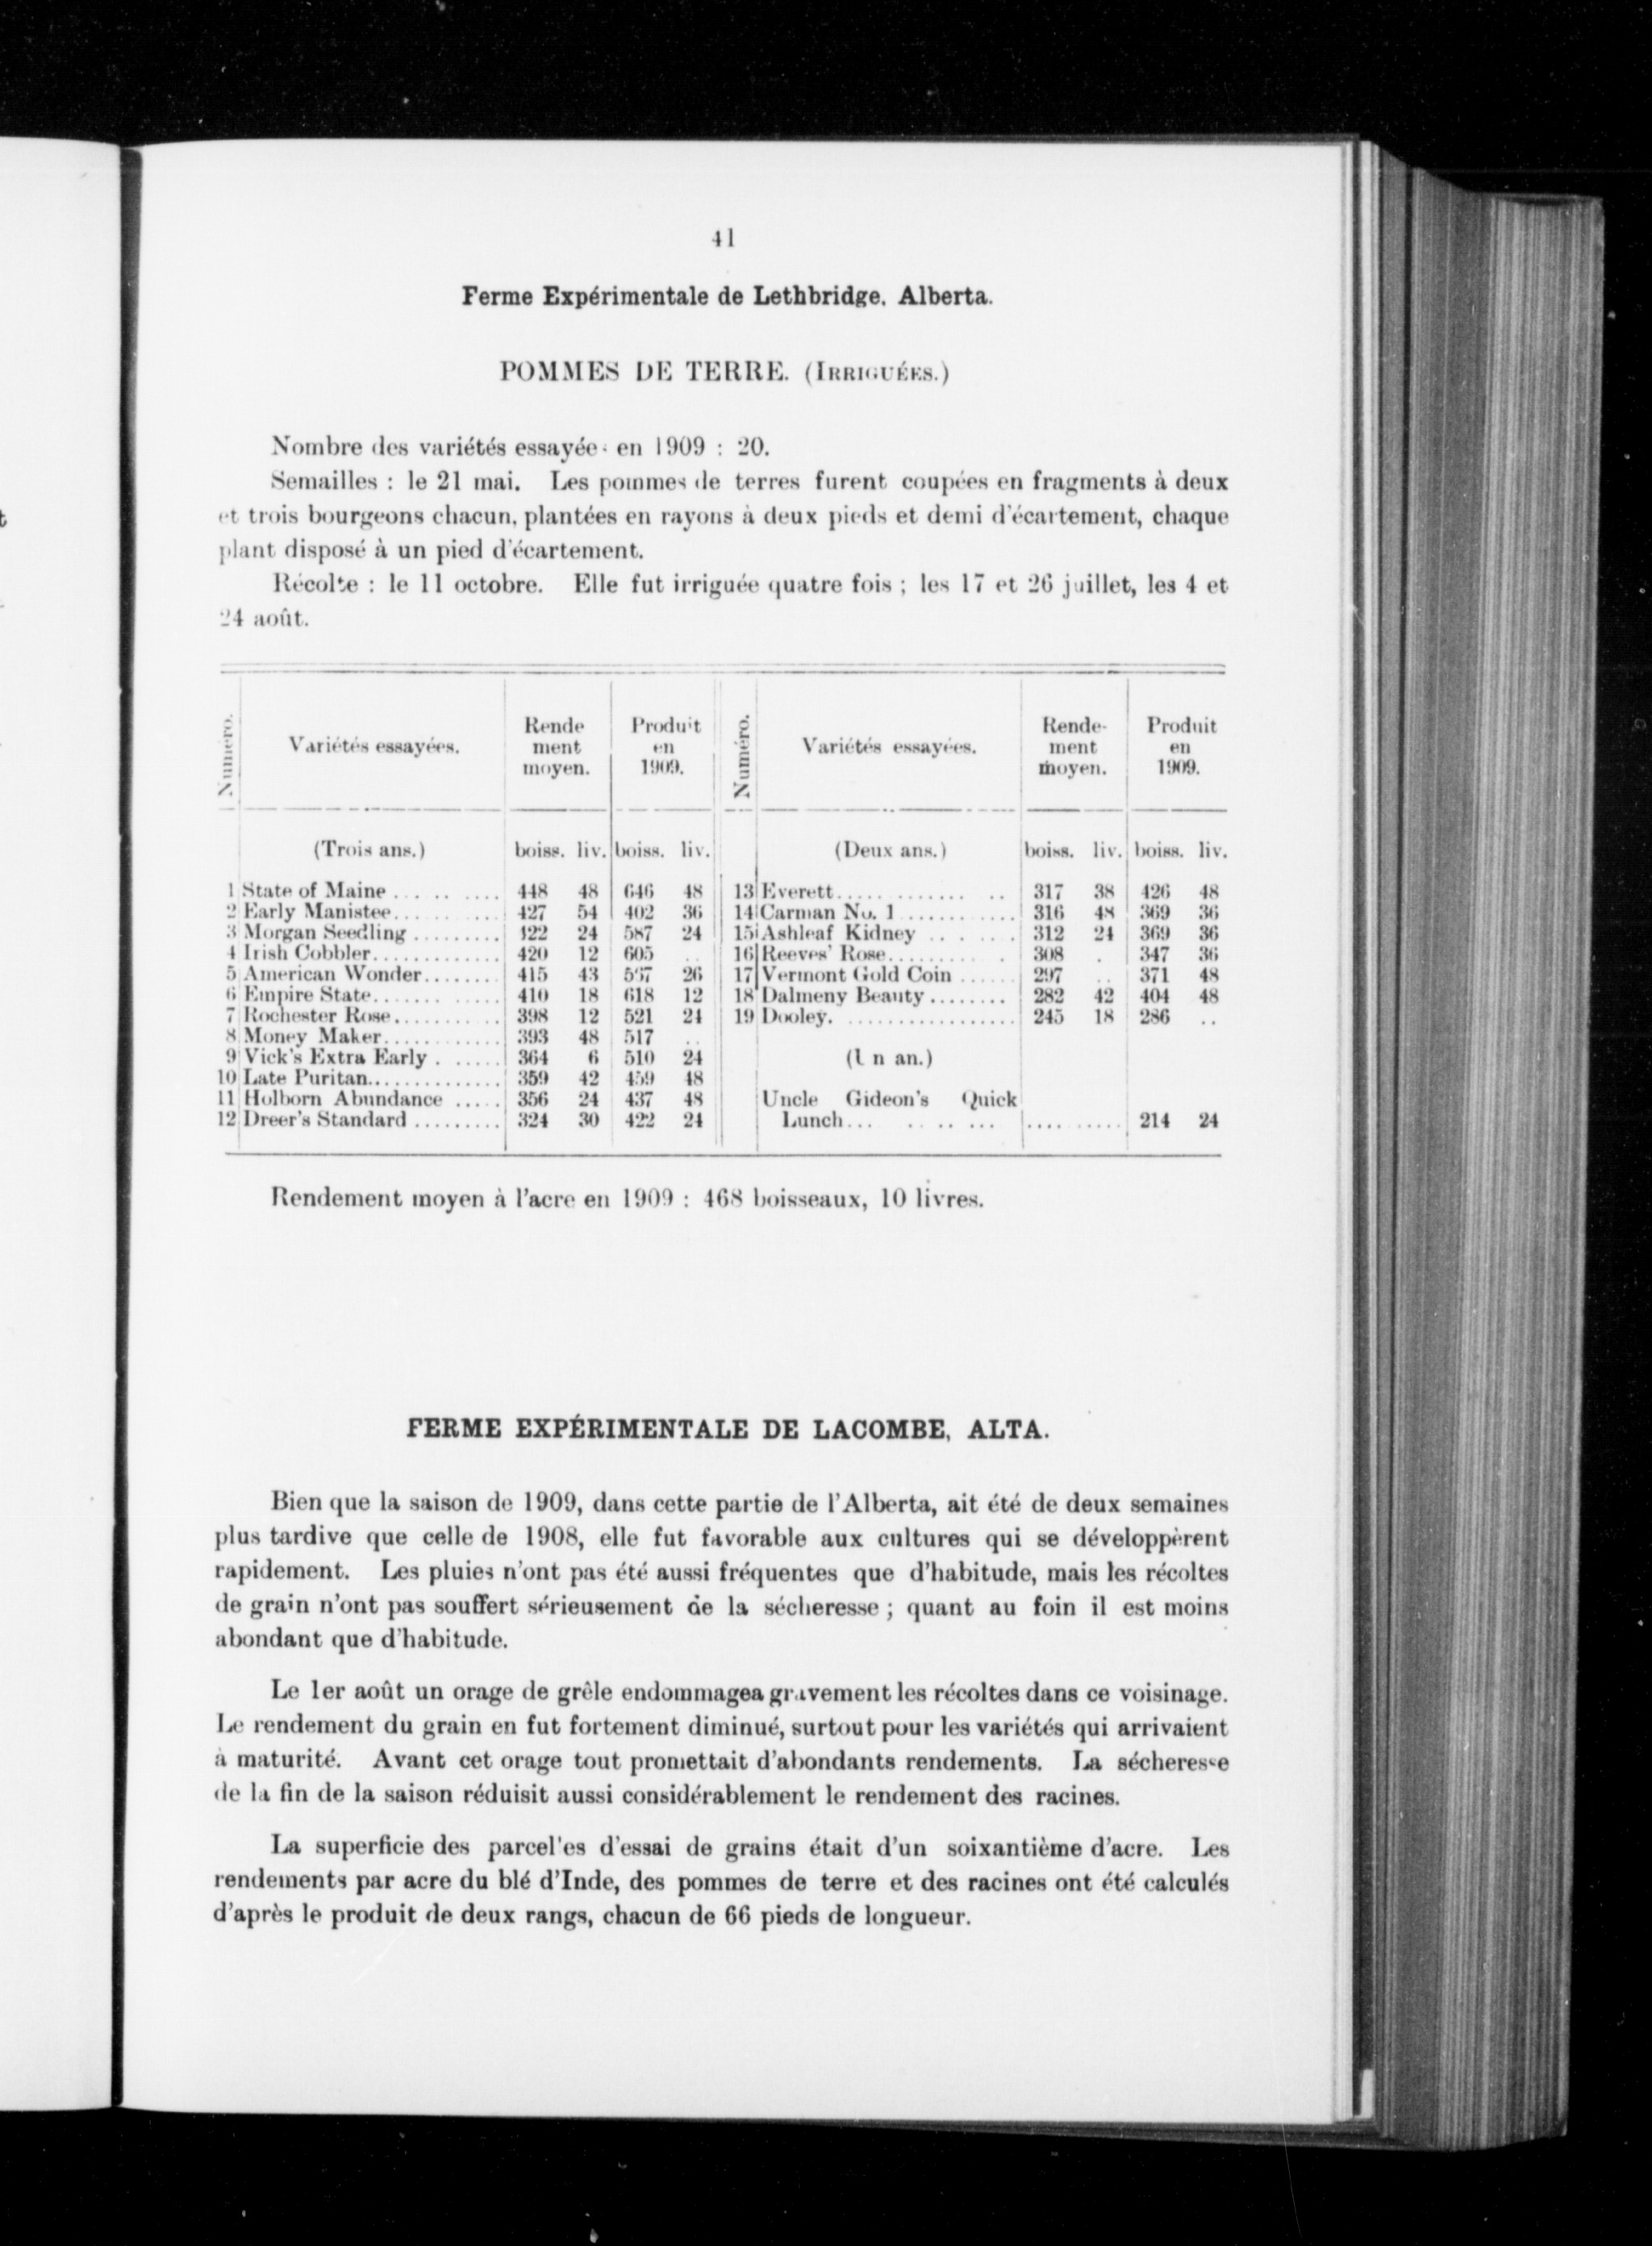 41
Ferme Expérimentale de Lethbridge, Alberta.
POMMES DE TERRE. (IRRIGUÉES.)
Nombre des variétés essayées en 1909 : 20.
Semailles : le 21 mai. Les pommes de terres furent coupées en fragments à deux
et trois bourgeons chacun, plantées en rayons à deux pieds et demi d'écartement, chaque
plant disposé à un pied d'écartement.
Récolte : le 11 octobre. Elle fut irriguée quatre fois ; les 17 et 26 juillet, les 4 et
24 août.
Numéro. Variétés essayées. Rende ment moyen. Produit en 1909. Numéro. Variétés essayées. Rende- ment moyen. Produit en 1909.
(Trois ans.) boiss. liv. boiss. liv. (Deux ans.) boiss. liv. boiss. liv.
1 State of Maine ........ 448 48 646 48 13 Everett.............. 317 38 426 48
2 Early Manistee.......... 427 54 402 36 14 Carman No. 1 ........... 316 48 369 36
3 Morgan Seedling ......... 422 24 587 24 15 Ashleaf Kidney ....... 312 24 369 36
4 Irish Cobbler............. 420 12 605 .. 16 Reeves' Rose........... 308 . 347 36
5 American Wonder........ 415 43 26 17 Vermont Gold Coin ...... 297 .. 371 48
6 Empire State............ 410 18 618 12 18 Dalmeny Beauty........ 282 42 404 48
7 Rochester Rose........... 398 12 521 24 19 Dooley. ................. 245 18 286 ..
8 Money Maker............ 393 48 517 ..
9 Vick's Extra Early ....... 364 6 510 24 (Un an.)
10 Late Puritan.............. 359 42 459 48
11 Holborn Abundance ..... 356 24 437 48 Uncle Gideon's Quick
12 Dreer's Standard ......... 324 30 422 24 Lunch... .. .. ... .......... 214 24
Rendement moyen à l'acre en 1909 : 468 boisseaux, 10 livres.
FERME EXPÉRIMENTALE DE LACOMBE, ALTA.
Bien que la saison de 1909, dans cette partie de l'Alberta, ait été de deux semaines
plus tardive que celle de 1908, elle fut favorable aux cultures qui se développèrent
rapidement. Les pluies n'ont pas été aussi fréquentes que d'habitude, mais les récoltes
de grain n'ont pas souffert sérieusement de la sécheresse ; quant au foin il est moins
abondant que d'habitude.
Le 1er août un orage de grêle endommagea gravement les récoltes dans ce voisinage.
Le rendement du grain en fut fortement diminué, surtout pour les variétés qui arrivaient
à maturité. Avant cet orage tout promettait d'abondants rendements. La sécheresse
de la fin de la saison réduisit aussi considérablement le rendement des racines.
La superficie des parcelles d'essai de grains était d'un soixantième d'acre. Les
rendements par acre du blé d'Inde, des pommes de terre et des racines ont été calculés
d'après le produit de deux rangs, chacun de 66 pieds de longueur.